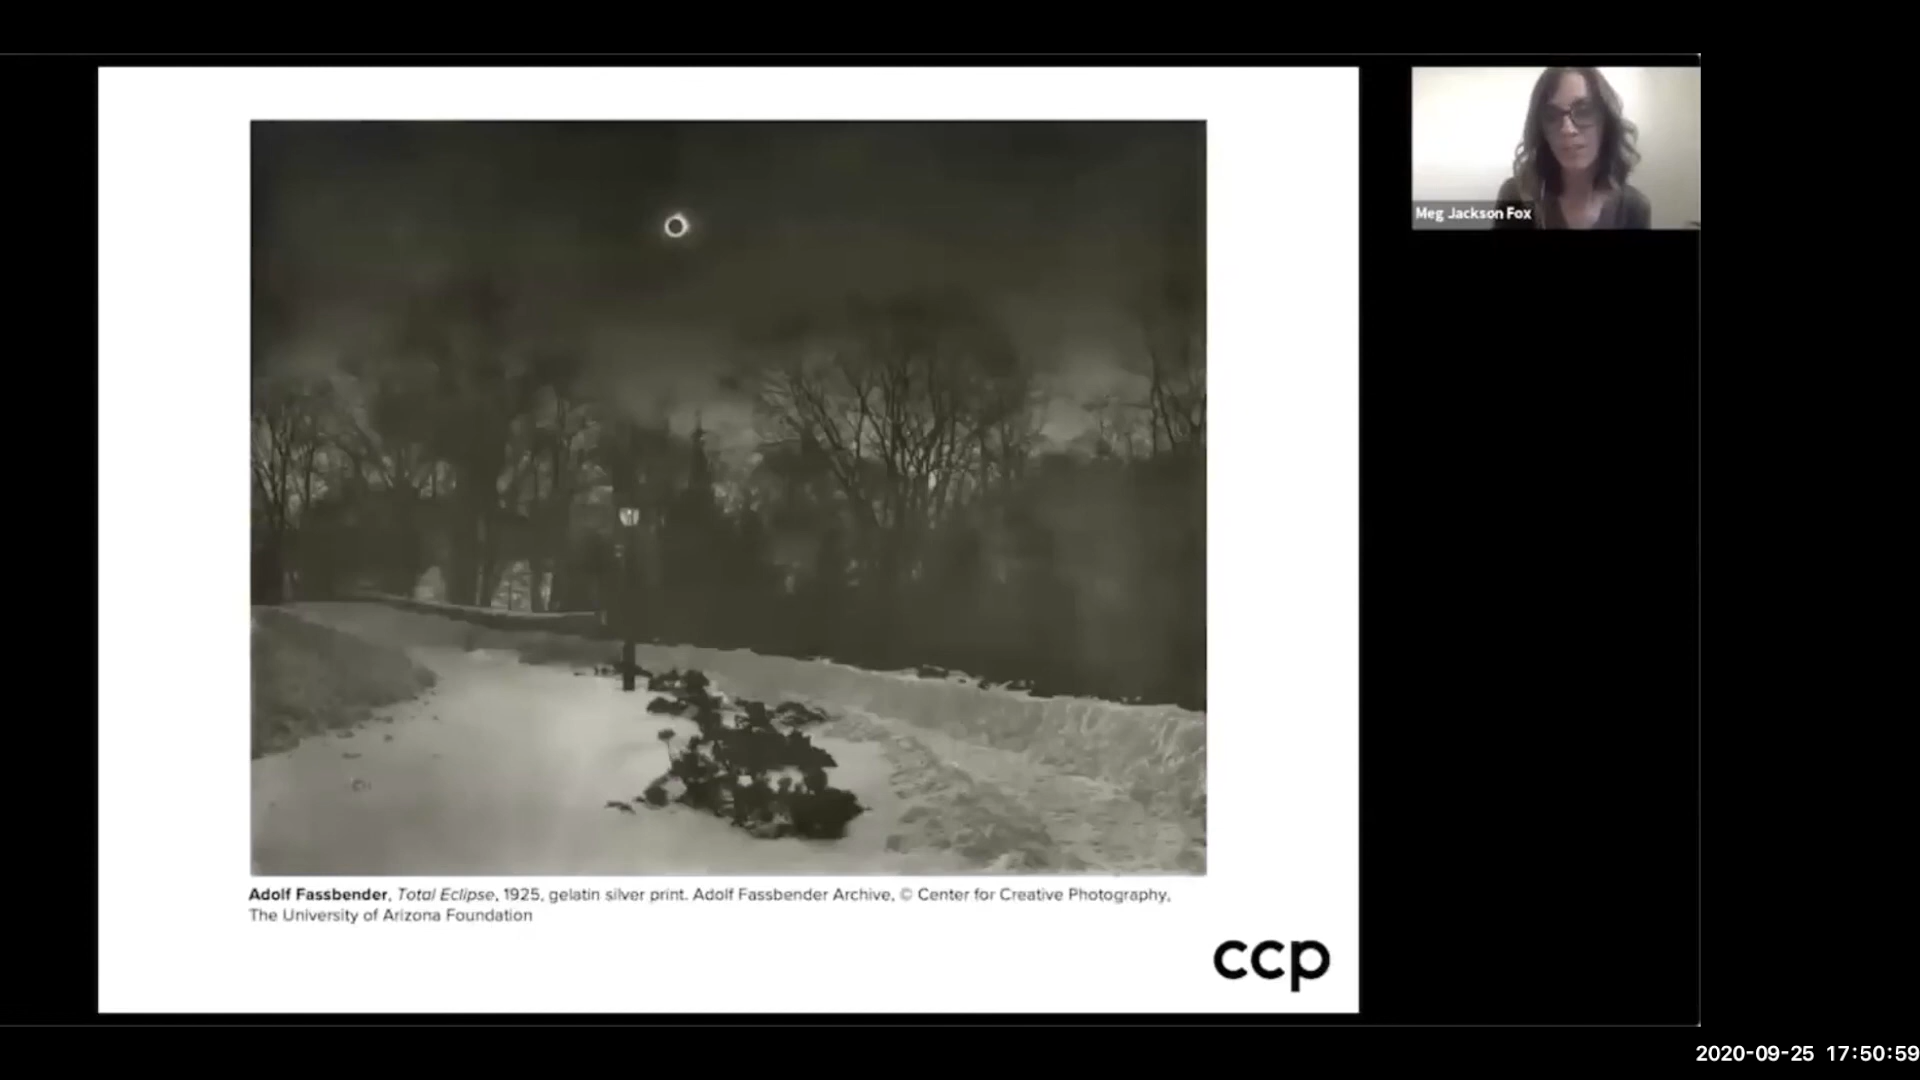 Meg Jackson Fox
Adolf Fassbender, Total Eclipse, 1925, gelatin silver print. Adolf Fassbender Archive, © Center for Creative Photography,
The University of Arizona Foundation
ccp
2020-09-25 17:50:59